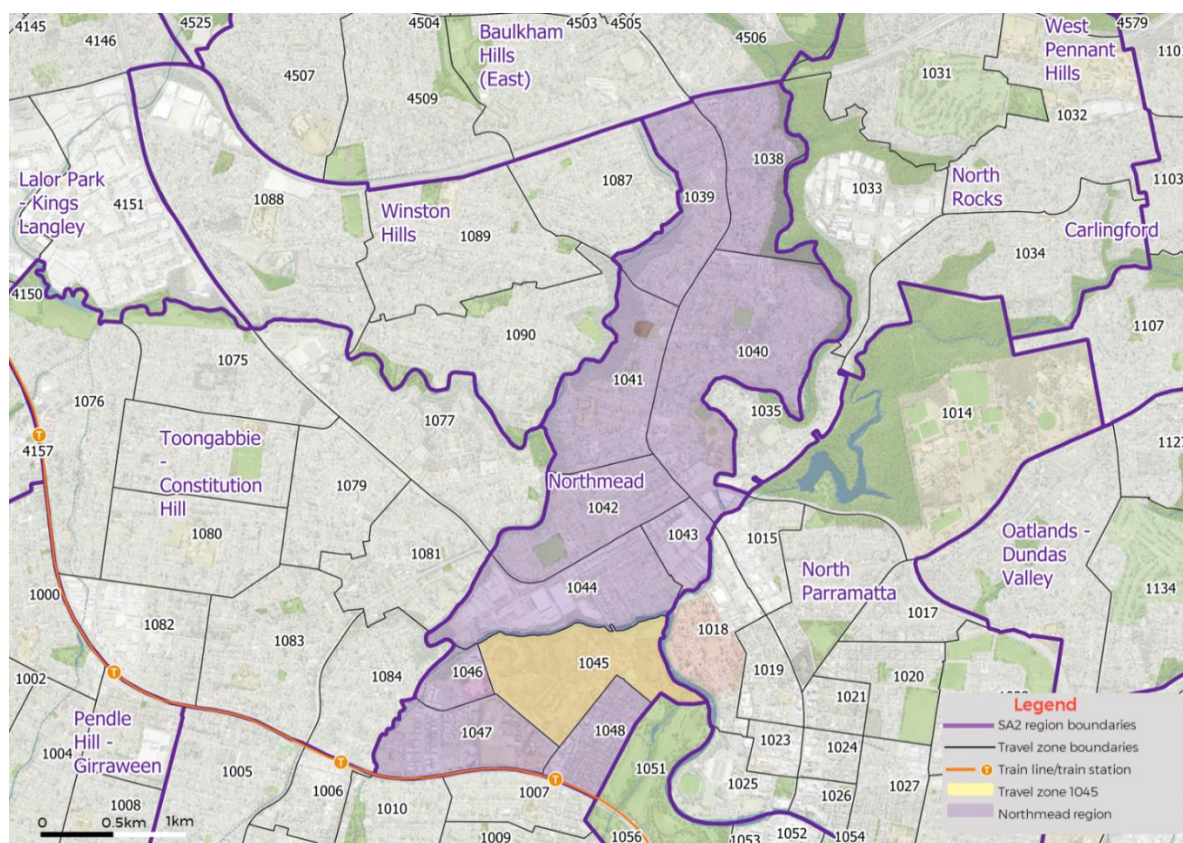 4145
4146
4525
4504
4503
4505
4506
4579
Baulkham
Hills
(East)
West
Pennant
Hills
4507
4509
1031
1032
1038
1087
1033
North
Rocks
1103
Lalor Park
- Kings
Langley
4151
1088
Winston
Hills
1039
1089
1034
Carlingford
4150
1090
1040
1107
1075
1041
1076
1077
1035
1014
T
4157
Toongabbie
-
Constitution
Hill
1079
Northmead
1042
1080
1081
1043
1015
Oatlands -
Dundas
Valley
1000
1044
North
Parramatta
1134
1082
1083
1017
1018
1045
1084
1046
1019
1020
1002
T
1021
Pendle
Hill -
Girraween
1047
1048
1004
1023
1024
1005
T
1051
1006
T
1007
1025
1027
1008
1010
1026
1009
1056
1053
1052
1054
0
0.5km
1km
Legend
SA2 region boundaries
Travel zone boundaries
T Train line/train station
Travel zone 1045
Northmead region